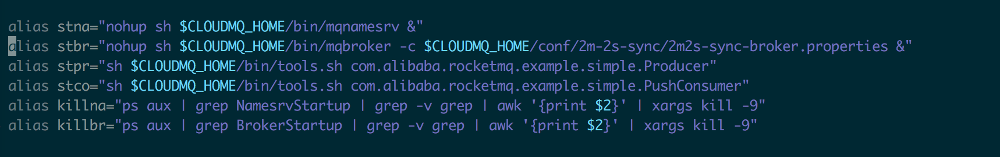 alias stna="nohup sh $CLOUDMQ_HOME/bin/mqnamesrv &"
alias stbr="nohup sh $CLOUDMQ_HOME/bin/mqbroker -c $CLOUDMQ_HOME/conf/2m-2s-sync/2m2s-sync-broker.properties &"
alias stpr="sh $CLOUDMQ_HOME/bin/tools.sh com.alibaba.rocketmq.example.simple.Producer"
alias stco="sh $CLOUDMQ_HOME/bin/tools.sh com.alibaba.rocketmq.example.simple.PushConsumer"
alias killna="ps aux | grep NamesrvStartup | grep -v grep | awk '{print $2}' | xargs kill -9"
alias killbr="ps aux | grep BrokerStartup | grep -v grep | awk '{print $2}' | xargs kill -9"